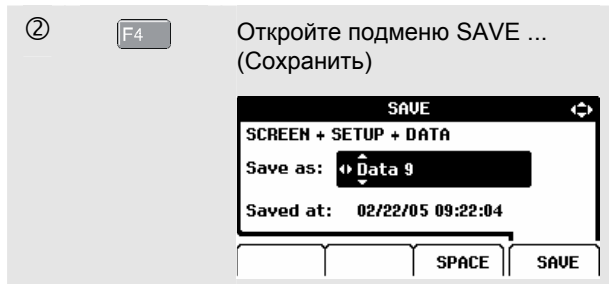 ② F4 Откройте подменю SAVE ...
(Сохранить)
SAVE
SCREEN + SETUP + DATA
Save as: Data 9
Saved at: 02/22/05 09:22:04
SPACE SAVE